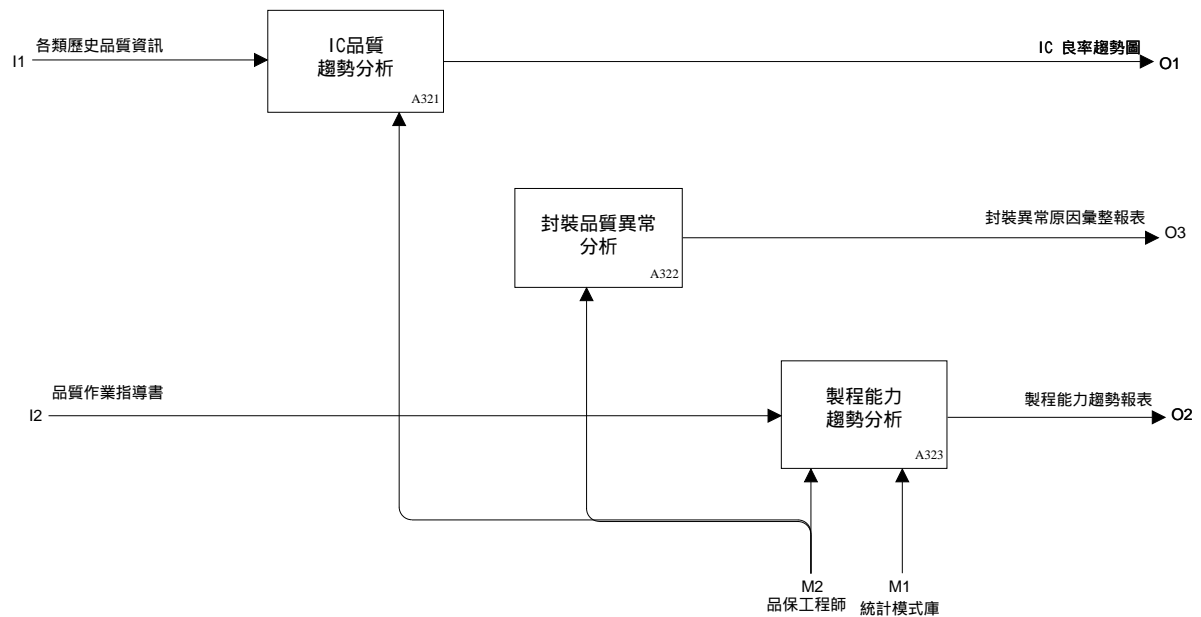 I1
各類歷史品質資訊
IC品質
趨勢分析
A321
IC 良率趨勢圖
O1
封裝品質異常
分析
A322
封裝異常原因彙整報表
O3
I2
品質作業指導書
製程能力
趨勢分析
A323
製程能力趨勢報表
O2
M2
品保工程師
M1
統計模式庫